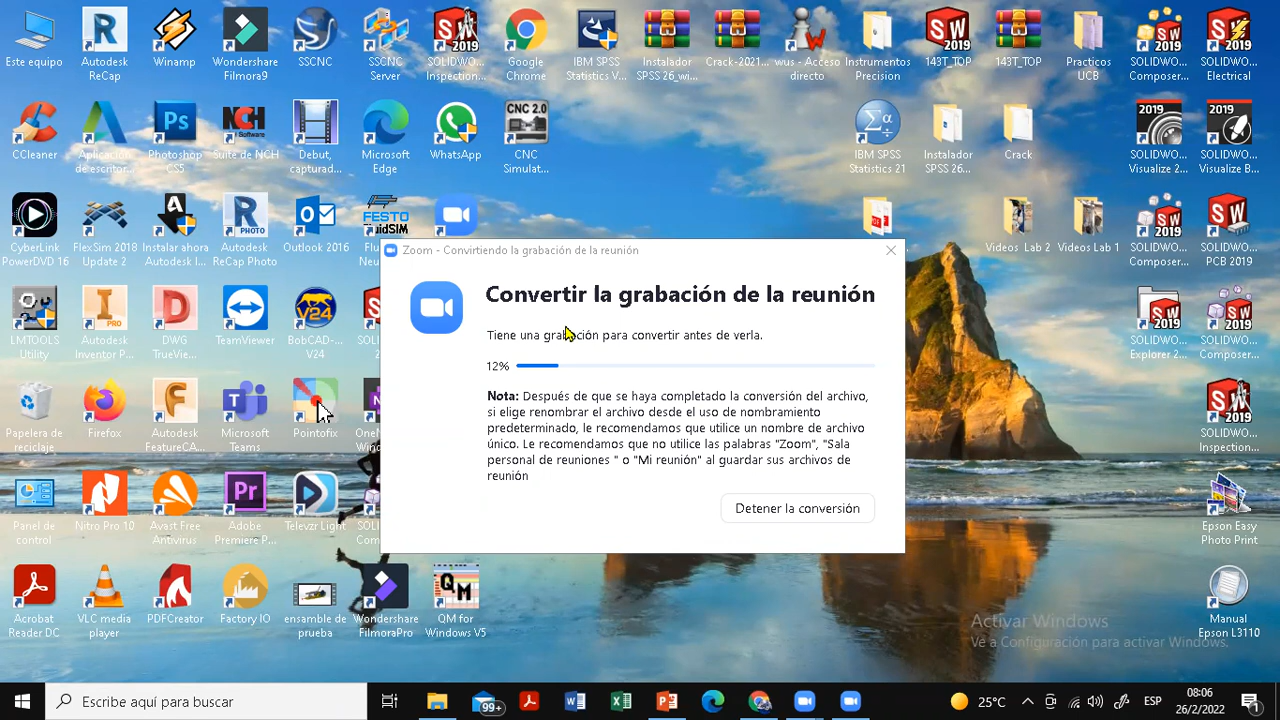 Este equipo
Autodesk
ReCap
Winamp
Wondershare
Filmora9
SSCNC
SSCNC
Server
SOLIDWO...
Inspection...
Google
Chrome
IBM SPSS
Statistics V...
Instalador
SPSS 26_wi...
Crack-2021...
wus - Acceso
directo
Instrumentos
Precision
143T_TOP
143T_TOP
Practicos
UCB
SOLIDWO...
Composer...
SOLIDWO...
Electrical
CCleaner
Aplicación
de escritor...
Photoshop
CS5
Suite de NCH
Debut,
capturad...
Microsoft
Edge
WhatsApp
CNC 2.0
CNC
Simulat...
IBM SPSS
Statistics 21
Instalador
SPSS 26...
Crack
SOLIDWO...
Visualize 2...
SOLIDWO...
Visualize B...
CyberLink
PowerDVD 16
FlexSim 2018
Update 2
Instalar ahora
Autodesk I...
Autodesk
ReCap Photo
Outlook 2016
FESTO
FluidSIM
Videos Lab 2
Videos Lab 1
SOLIDWO...
Composer...
SOLIDWO...
PCB 2019
Zoom - Convirtiendo la grabación de la reunión
Convertir la grabación de la reunión
Tiene una grabación para convertir antes de verla.
12%
Nota: Después de que se haya completado la conversión del archivo,
si elige renombrar el archivo desde el uso de nombramiento
predeterminado, le recomendamos que utilice un nombre de archivo
único. Le recomendamos que no utilice las palabras "Zoom", "Sala
personal de reuniones " o "Mi reunión" al guardar sus archivos de
reunión
Detener la conversión
LMTOOLS
Utility
Autodesk
Inventor P...
DWG
TrueView...
TeamViewer
BobCAD-...
V24
SOLIDWO...
Explorer 2...
SOLIDWO...
Composer...
Papelera de
reciclaje
Firefox
Autodesk
FeatureCA...
Microsoft
Teams
Pointofix
SOLIDWO...
Inspection...
Panel de
control
Nitro Pro 10
Avast Free
Antivirus
Adobe
Premiere P...
Televzr Light
Epson Easy
Photo Print
Acrobat
Reader DC
VLC media
player
PDFCreator
Factory IO
ensamble de
prueba
Wondershare
FilmoraPro
QM for
Windows V5
Manual
Epson L3110
Activar Windows
Ve a Configuración para activar Windows.
Escribe aquí para buscar
99+
25°C
ESP
08:06
26/2/2022